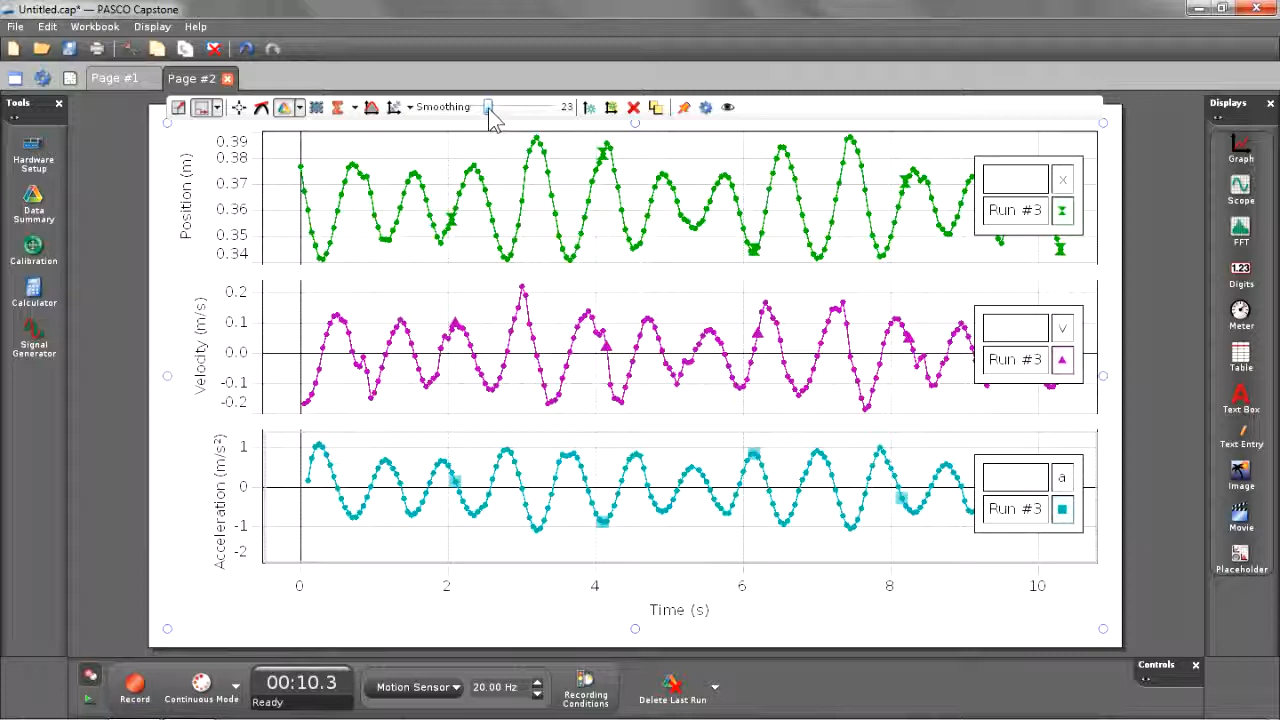 Untitled.cap* — PASCO Capstone
File Edit Workbook Display Help
Page #1 Page #2
Tools
Hardware
Setup
Data
Summary
Calibration
Calculator
Signal
Generator
Smoothing 23
Position (m)
0.39
0.38
0.37
0.36
0.35
0.34
x
Run #3
Velocity (m/s)
0.2
0.1
0.0
-0.1
-0.2
v
Run #3
Acceleration (m/s²)
1
0
-1
-2
a
Run #3
0 2 4 6 8 10
Time (s)
Displays
Graph
Scope
FFT
1.23
Digits
Meter
Table
Text Box
Text Entry
Image
Movie
Placeholder
Record
Continuous Mode
00:10.3
Ready
Motion Sensor 20.00 Hz
Recording
Conditions
Delete Last Run
Controls